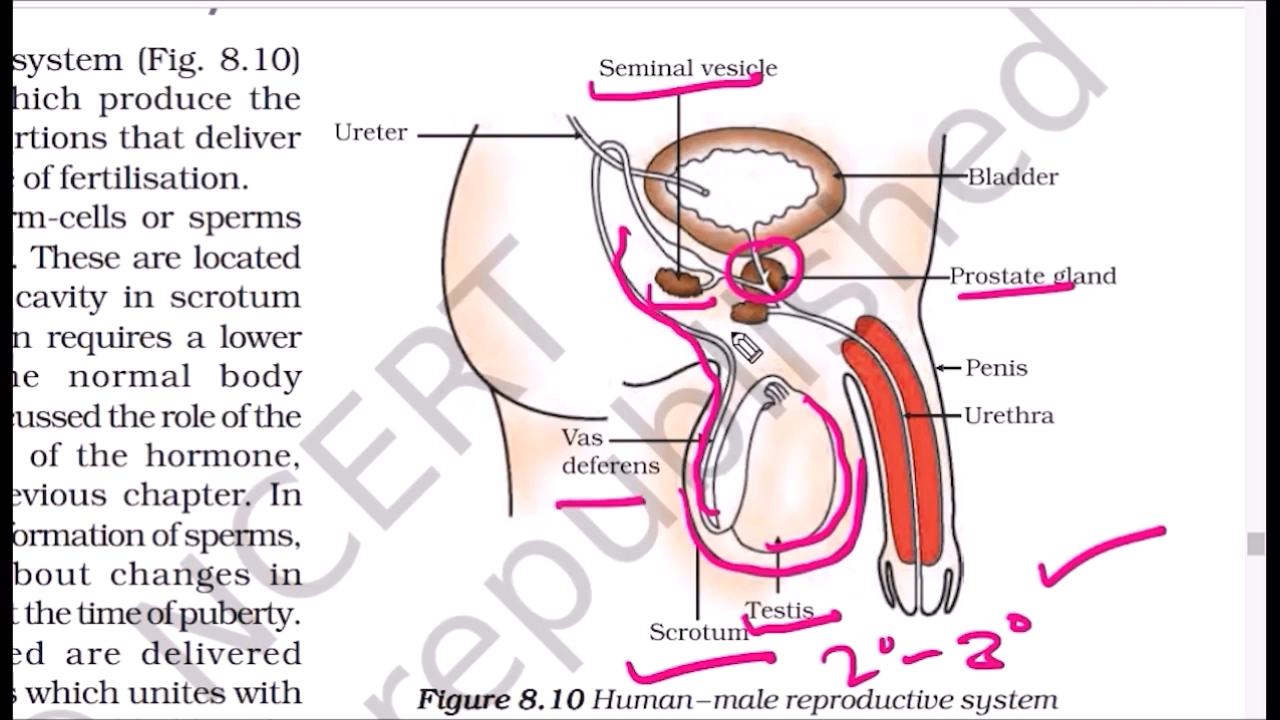 system (Fig. 8.10)
hich produce the
rtions that deliver
of fertilisation.
rm-cells or sperms
. These are located
cavity in scrotum
n requires a lower
e normal body
cussed the role of the
of the hormone,
evious chapter. In
ormation of sperms,
bout changes in
t the time of puberty.
ed are delivered
s which unites with
Seminal vesicle
Ureter
Bladder
Prostate gland
Penis
Urethra
Vas
deferens
Testis
Scrotum
2° – 3°
Figure 8.10 Human–male reproductive system
NCERT
republished